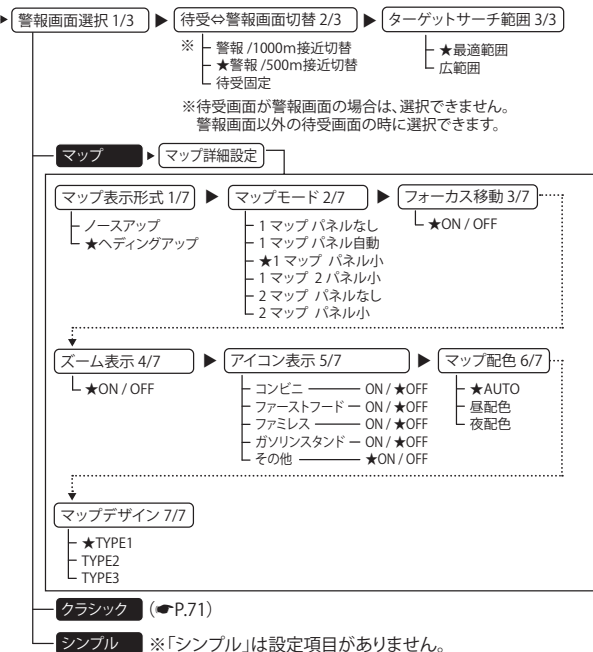 警報画面選択 1/3 ▶ 待受⇔警報画面切替 2/3 ▶ ターゲットサーチ範囲 3/3
※ 警報 /1000m接近切替
★警報 /500m接近切替
待受固定
★最適範囲
広範囲
※待受画面が警報画面の場合は、選択できません。
警報画面以外の待受画面の時に選択できます。
マップ ▶ マップ詳細設定
マップ表示形式 1/7 ▶ マップモード 2/7 ▶ フォーカス移動 3/7
ノースアップ
★ヘディングアップ
1 マップ パネルなし
1 マップ パネル自動
★1 マップ パネル小
1 マップ 2 パネル小
2 マップ パネルなし
2 マップ パネル小
★ON / OFF
ズーム表示 4/7 ▶ アイコン表示 5/7 ▶ マップ配色 6/7
★ON / OFF
コンビニ ON / ★OFF
ファーストフード ON / ★OFF
ファミレス ON / ★OFF
ガソリンスタンド ON / ★OFF
その他 ★ON / OFF
★AUTO
昼配色
夜配色
マップデザイン 7/7
★TYPE1
TYPE2
TYPE3
クラシック (☛P.71)
シンプル ※「シンプル」は設定項目がありません。